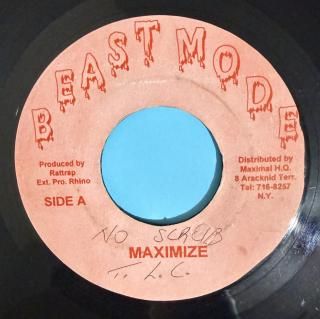 BEAST MODE
Produced by
Rattrap
Ext. Pro. Rhino
SIDE A
Distributed by
Maximal H.Q.
8 Aracknid Terr.
Tel: 716-8257
N.Y.
NO SCRUB
MAXIMIZE
T. L. C.